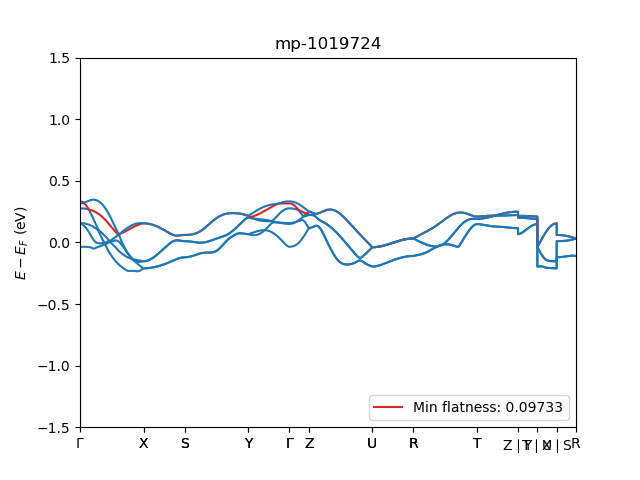 mp-1019724
1.5
1.0
0.5
0.0
−0.5
−1.0
−1.5
E − E_F (eV)
Min flatness: 0.09733
Γ X S Y Γ Z U R T Z|T Y|U X|S R